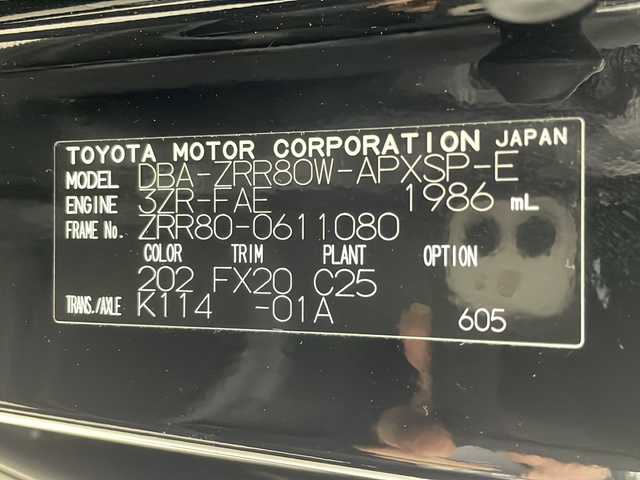 TOYOTA MOTOR CORPORATION JAPAN
MODEL DBA-ZRR80W-APXSP-E
ENGINE 3ZR-FAE 1986 mL
FRAME No. ZRR80-0611080
COLOR TRIM PLANT OPTION
202 FX20 C25
TRANS./AXLE K114 -01A 605